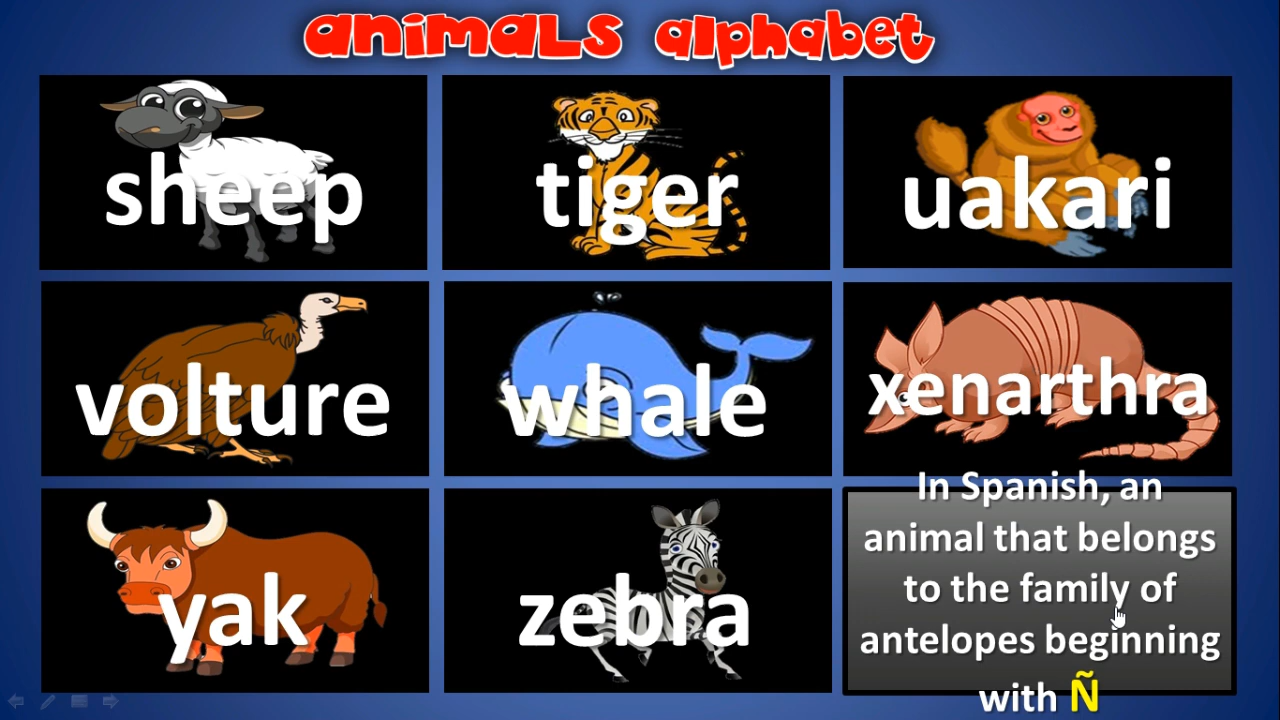 animals alphabet
sheep
tiger
uakari
volture
whale
xenarthra
yak
zebra
In Spanish, an
animal that belongs
to the family of
antelopes beginning
with Ñ